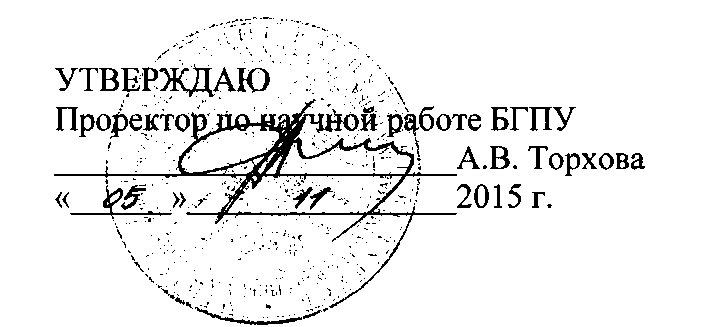 УТВЕРЖДАЮ
Проректор по научной работе БГПУ
А.В. Торхова
« 05 » 11 2015 г.